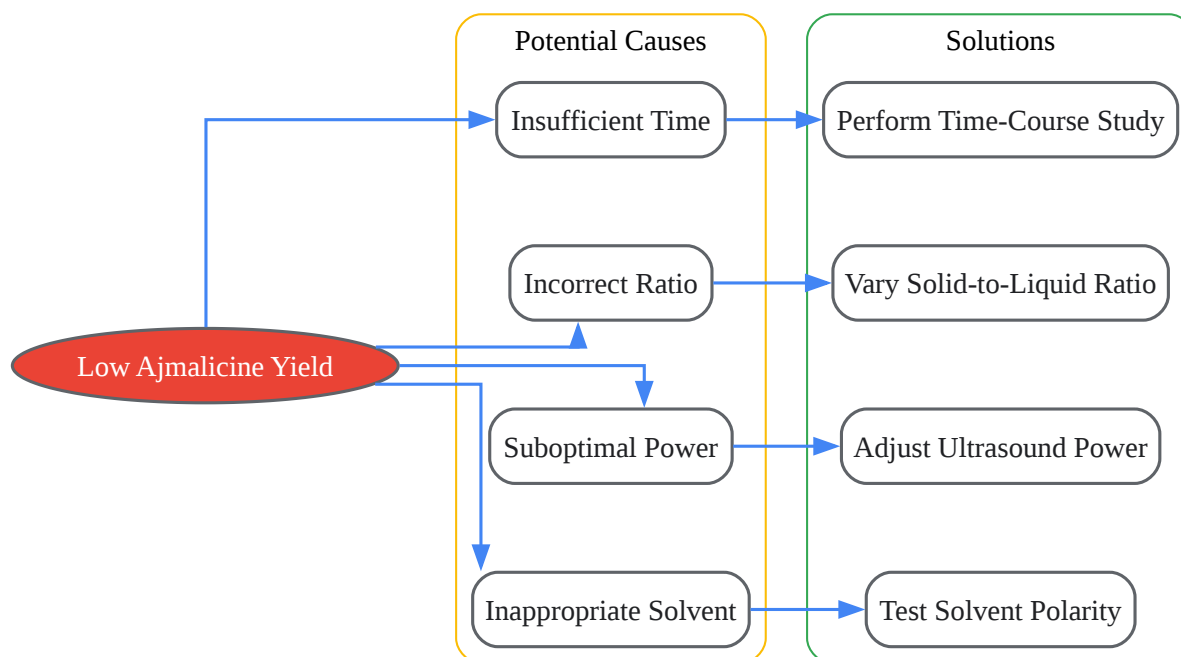 Potential Causes
Solutions
Insufficient Time
Perform Time-Course Study
Incorrect Ratio
Vary Solid-to-Liquid Ratio
Low Ajmalicine Yield
Suboptimal Power
Adjust Ultrasound Power
Inappropriate Solvent
Test Solvent Polarity